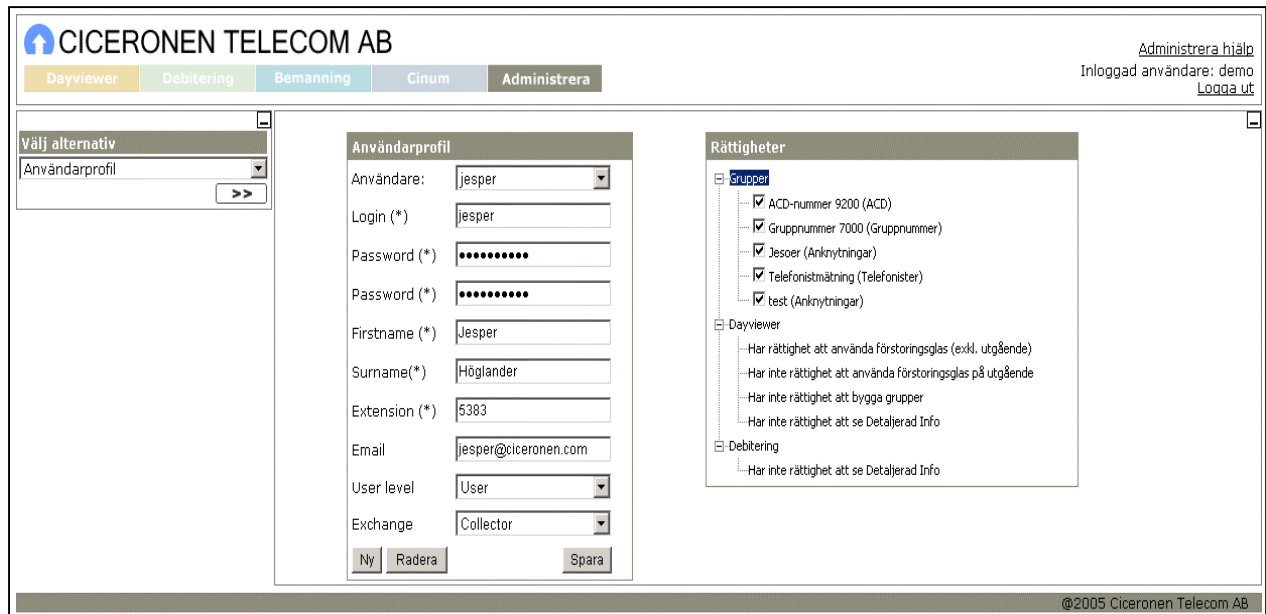 CICERONEN TELECOM AB
Administrera hjälp
Inloggad användare: demo
Logga ut
Dayviewer Debitering Bemanning Cinum Administrera
Välj alternativ
Användarprofil
>>
Användarprofil
Användare: jesper
Login (*) jesper
Password (*) ••••••••••
Password (*) ••••••••••
Firstname (*) Jesper
Surname(*) Höglander
Extension (*) 5383
Email jesper@ciceronen.com
User level User
Exchange Collector
Ny Radera Spara
Rättigheter
Grupper
ACD-nummer 9200 (ACD)
Gruppnummer 7000 (Gruppnummer)
Jesoer (Anknytningar)
Telefonistmätning (Telefonister)
test (Anknytningar)
Dayviewer
Har rättighet att använda förstoringsglas (exkl. utgående)
Har inte rättighet att använda förstoringsglas på utgående
Har inte rättighet att bygga grupper
Har inte rättighet att se Detaljerad Info
Debitering
Har inte rättighet att se Detaljerad Info
@2005 Ciceronen Telecom AB